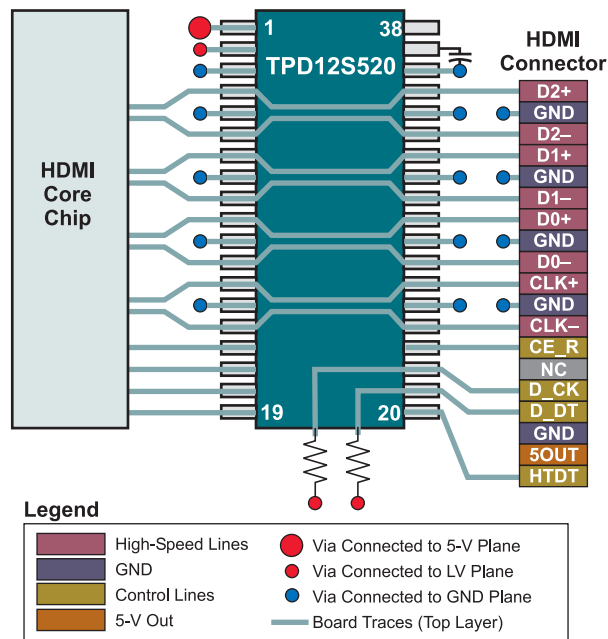 1
38
TPD12S520
19
20
HDMI
Core
Chip
HDMI
Connector
D2+
GND
D2–
D1+
GND
D1–
D0+
GND
D0–
CLK+
GND
CLK–
CE_R
NC
D_CK
D_DT
GND
5OUT
HTDT
Legend
High-Speed Lines
GND
Control Lines
5-V Out
Via Connected to 5-V Plane
Via Connected to LV Plane
Via Connected to GND Plane
Board Traces (Top Layer)